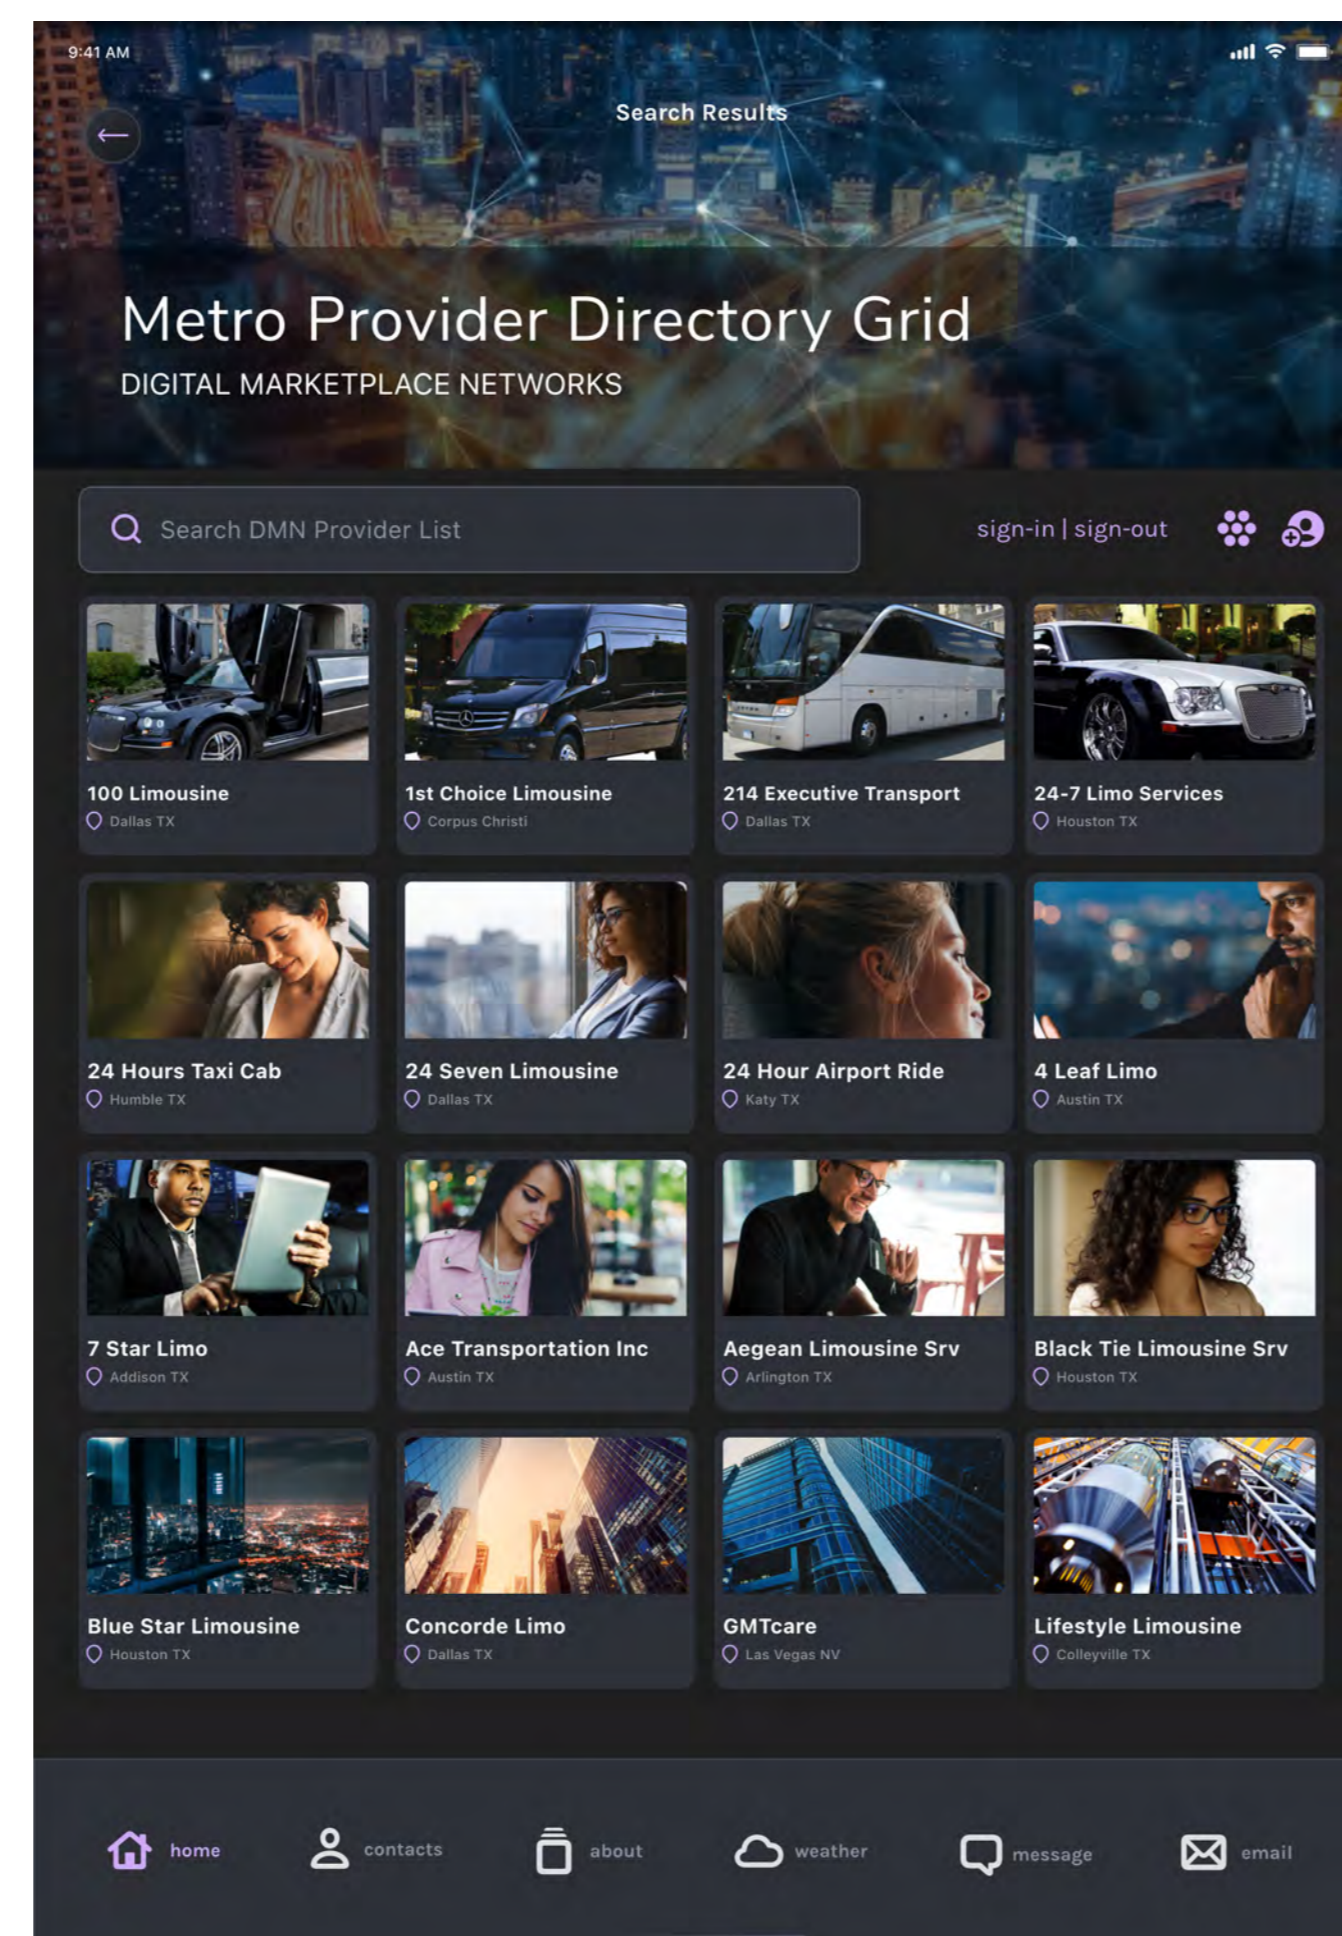 9:41 AM
Search Results
Metro Provider Directory Grid
DIGITAL MARKETPLACE NETWORKS
Search DMN Provider List
sign-in | sign-out
100 Limousine
Dallas TX
1st Choice Limousine
Corpus Christi
214 Executive Transport
Dallas TX
24-7 Limo Services
Houston TX
24 Hours Taxi Cab
Humble TX
24 Seven Limousine
Dallas TX
24 Hour Airport Ride
Katy TX
4 Leaf Limo
Austin TX
7 Star Limo
Addison TX
Ace Transportation Inc
Austin TX
Aegean Limousine Srv
Arlington TX
Black Tie Limousine Srv
Houston TX
Blue Star Limousine
Houston TX
Concorde Limo
Dallas TX
GMTcare
Las Vegas NV
Lifestyle Limousine
Colleyville TX
home
contacts
about
weather
message
email